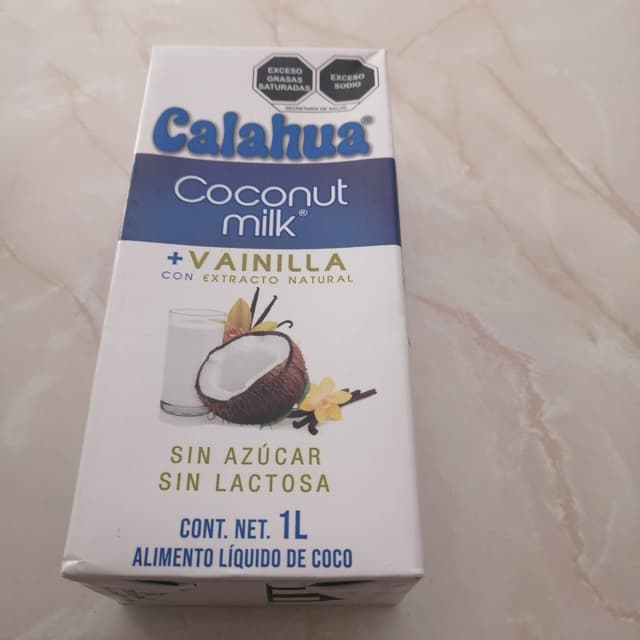 EXCESO
GRASAS
SATURADAS
EXCESO
SODIO
SECRETARÍA DE SALUD
Calahua®
Coconut
milk®
+VAINILLA
CON EXTRACTO NATURAL
SIN AZÚCAR
SIN LACTOSA
CONT. NET. 1L
ALIMENTO LÍQUIDO DE COCO